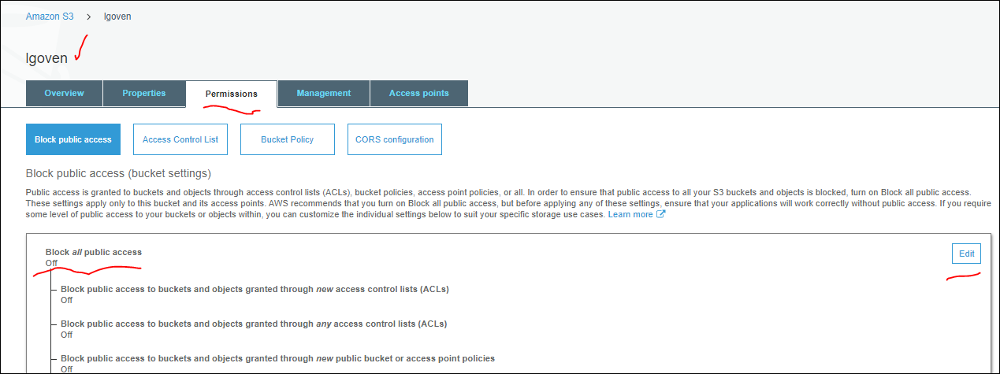 Amazon S3 > lgoven
lgoven
Overview Properties Permissions Management Access points
Block public access Access Control List Bucket Policy CORS configuration
Block public access (bucket settings)
Public access is granted to buckets and objects through access control lists (ACLs), bucket policies, access point policies, or all. In order to ensure that public access to all your S3 buckets and objects is blocked, turn on Block all public access.
These settings apply only to this bucket and its access points. AWS recommends that you turn on Block all public access, but before applying any of these settings, ensure that your applications will work correctly without public access. If you require
some level of public access to your buckets or objects within, you can customize the individual settings below to suit your specific storage use cases. Learn more
Block all public access Edit
Off
Block public access to buckets and objects granted through new access control lists (ACLs)
Off
Block public access to buckets and objects granted through any access control lists (ACLs)
Off
Block public access to buckets and objects granted through new public bucket or access point policies
Off